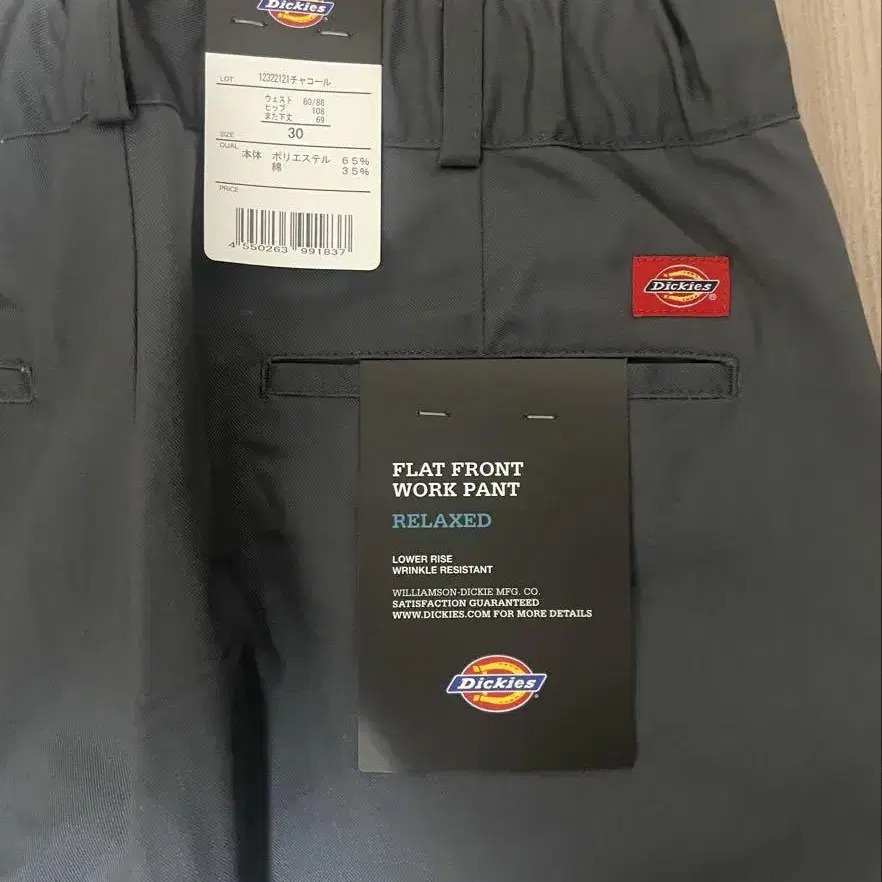 Dickies
LOT 12322121チャコール
ウェスト 80/86
ヒップ 108
また下丈 69
SIZE 30
QUAL 本体 ポリエステル 65%
綿 35%
PRICE
4 550263 991837
Dickies®
FLAT FRONT
WORK PANT
RELAXED
LOWER RISE
WRINKLE RESISTANT
WILLIAMSON-DICKIE MFG. CO.
SATISFACTION GUARANTEED
WWW.DICKIES.COM FOR MORE DETAILS
Dickies